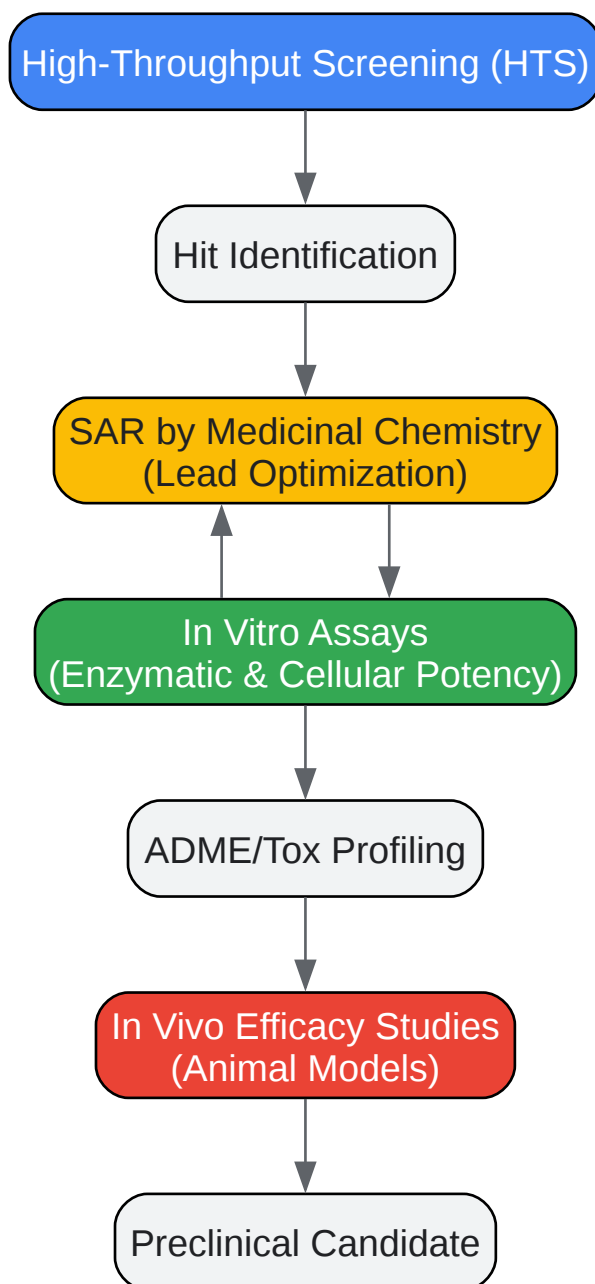 High-Throughput Screening (HTS)
Hit Identification
SAR by Medicinal Chemistry
(Lead Optimization)
In Vitro Assays
(Enzymatic & Cellular Potency)
ADME/Tox Profiling
In Vivo Efficacy Studies
(Animal Models)
Preclinical Candidate